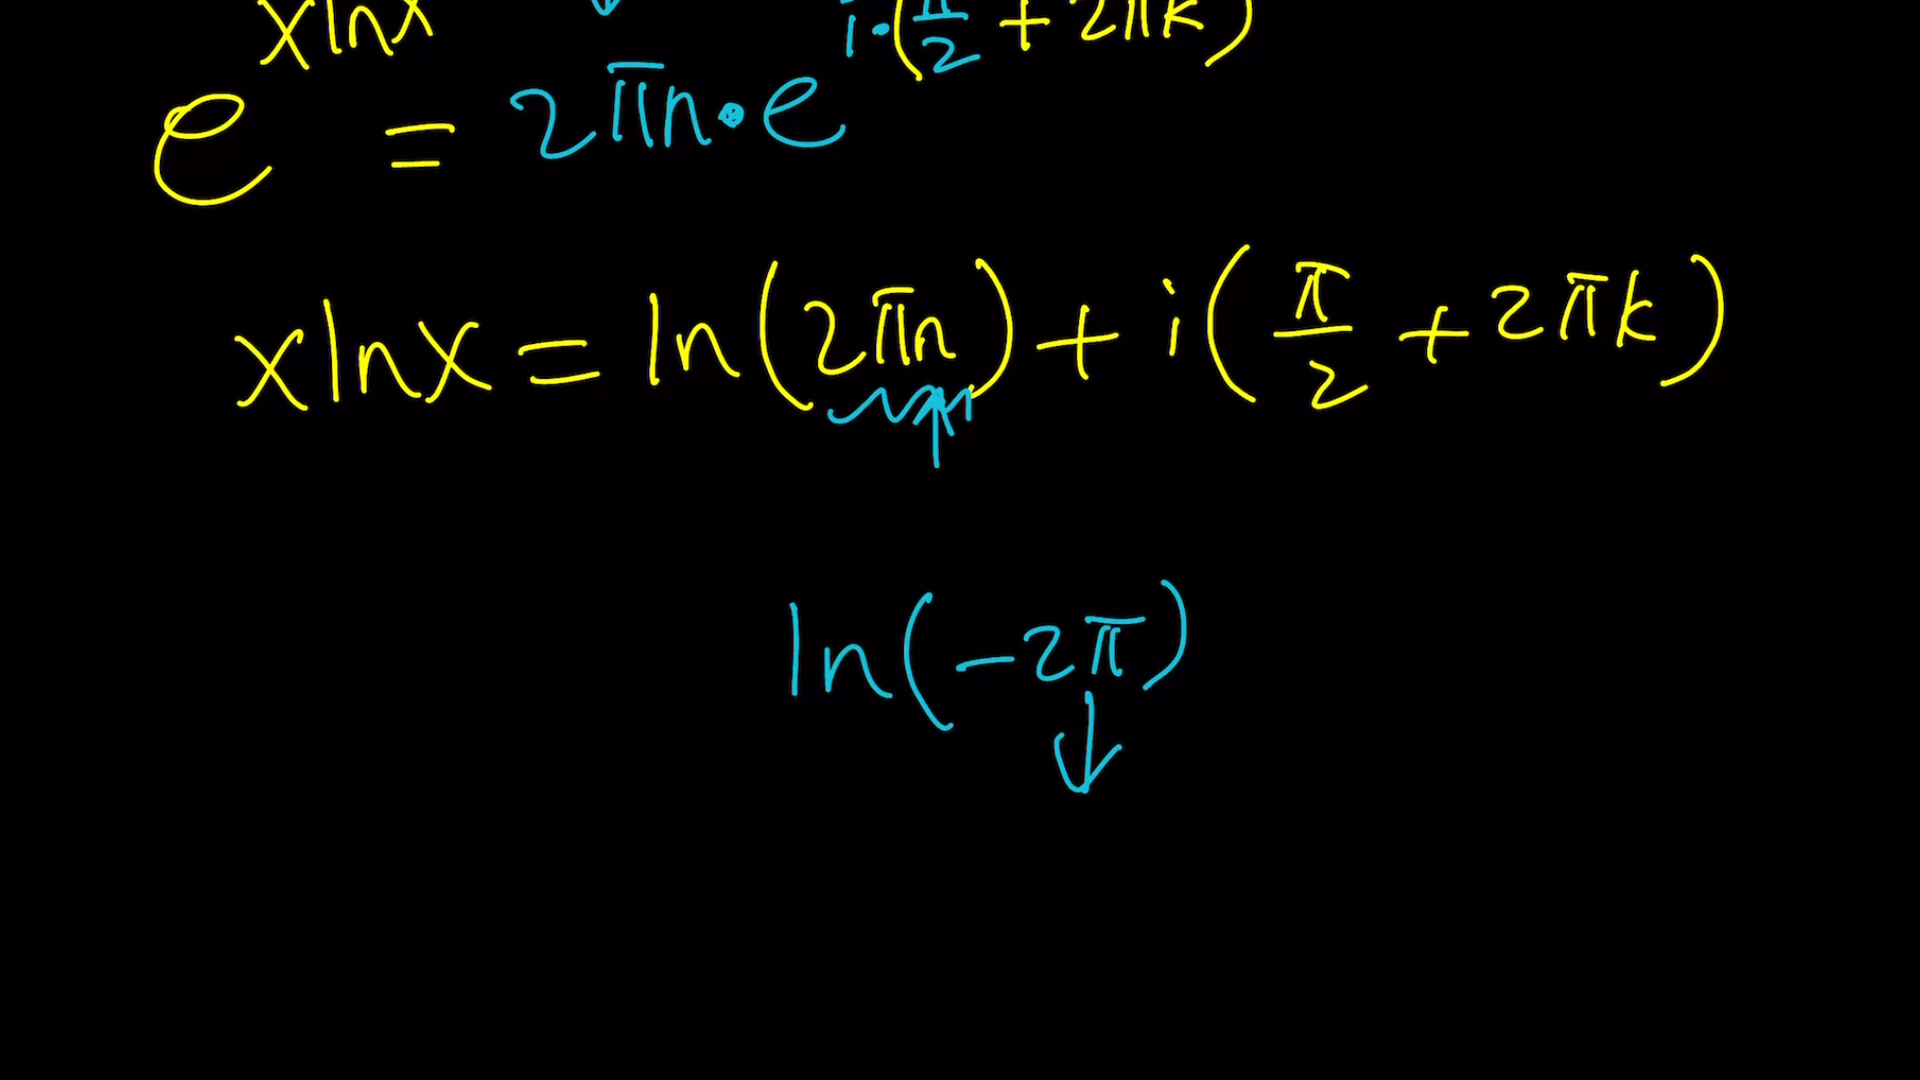 e^{x ln x} = 2πn • e^{i·(π/2 + 2πk)}
x ln x = ln(2πn) + i(π/2 + 2πk)
ln(-2π)